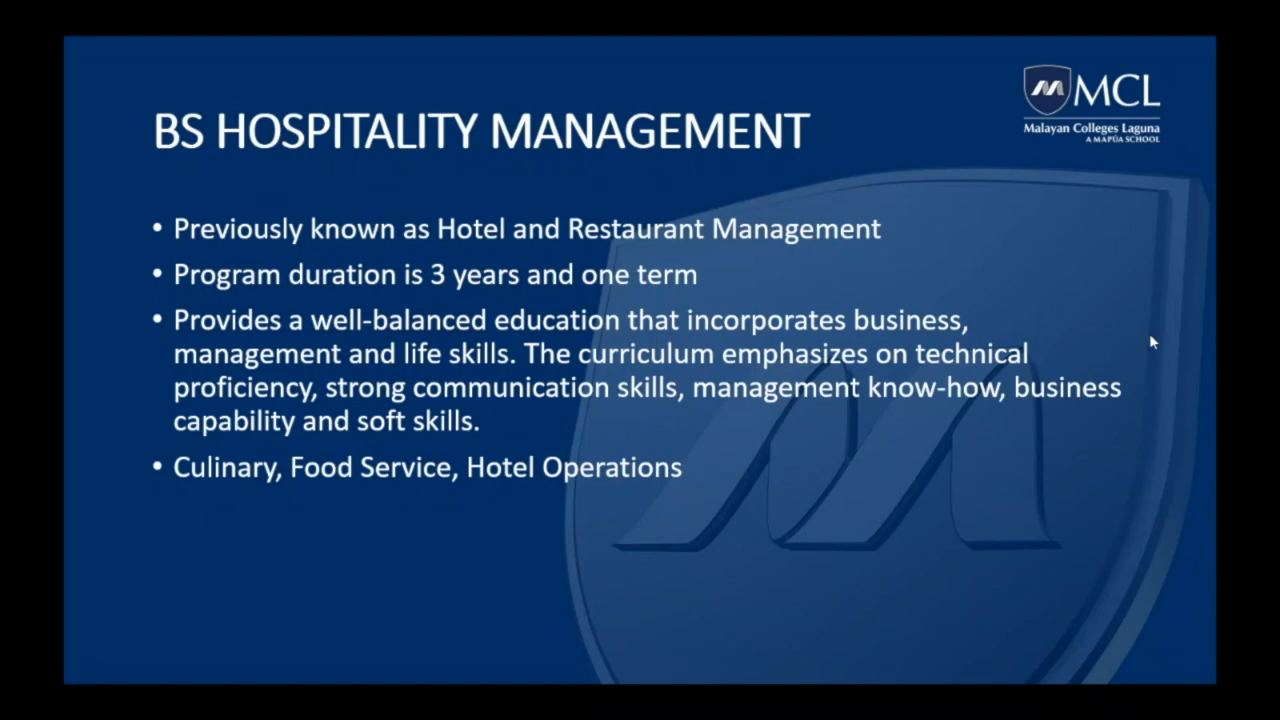 MCL
Malayan Colleges Laguna
A MAPÚA SCHOOL
BS HOSPITALITY MANAGEMENT
• Previously known as Hotel and Restaurant Management
• Program duration is 3 years and one term
• Provides a well-balanced education that incorporates business,
management and life skills. The curriculum emphasizes on technical
proficiency, strong communication skills, management know-how, business
capability and soft skills.
• Culinary, Food Service, Hotel Operations